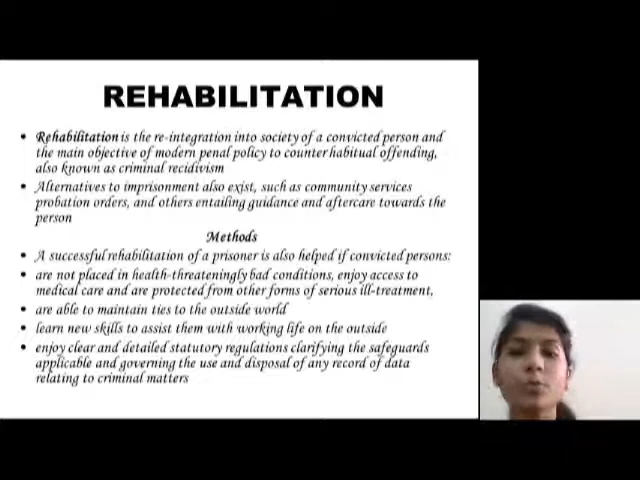 REHABILITATION
• Rehabilitation is the re-integration into society of a convicted person and
the main objective of modern penal policy to counter habitual offending,
also known as criminal recidivism
• Alternatives to imprisonment also exist, such as community services
probation orders, and others entailing guidance and aftercare towards the
person
Methods
• A successful rehabilitation of a prisoner is also helped if convicted persons:
• are not placed in health-threateningly bad conditions, enjoy access to
medical care and are protected from other forms of serious ill-treatment,
• are able to maintain ties to the outside world
• learn new skills to assist them with working life on the outside
• enjoy clear and detailed statutory regulations clarifying the safeguards
applicable and governing the use and disposal of any record of data
relating to criminal matters